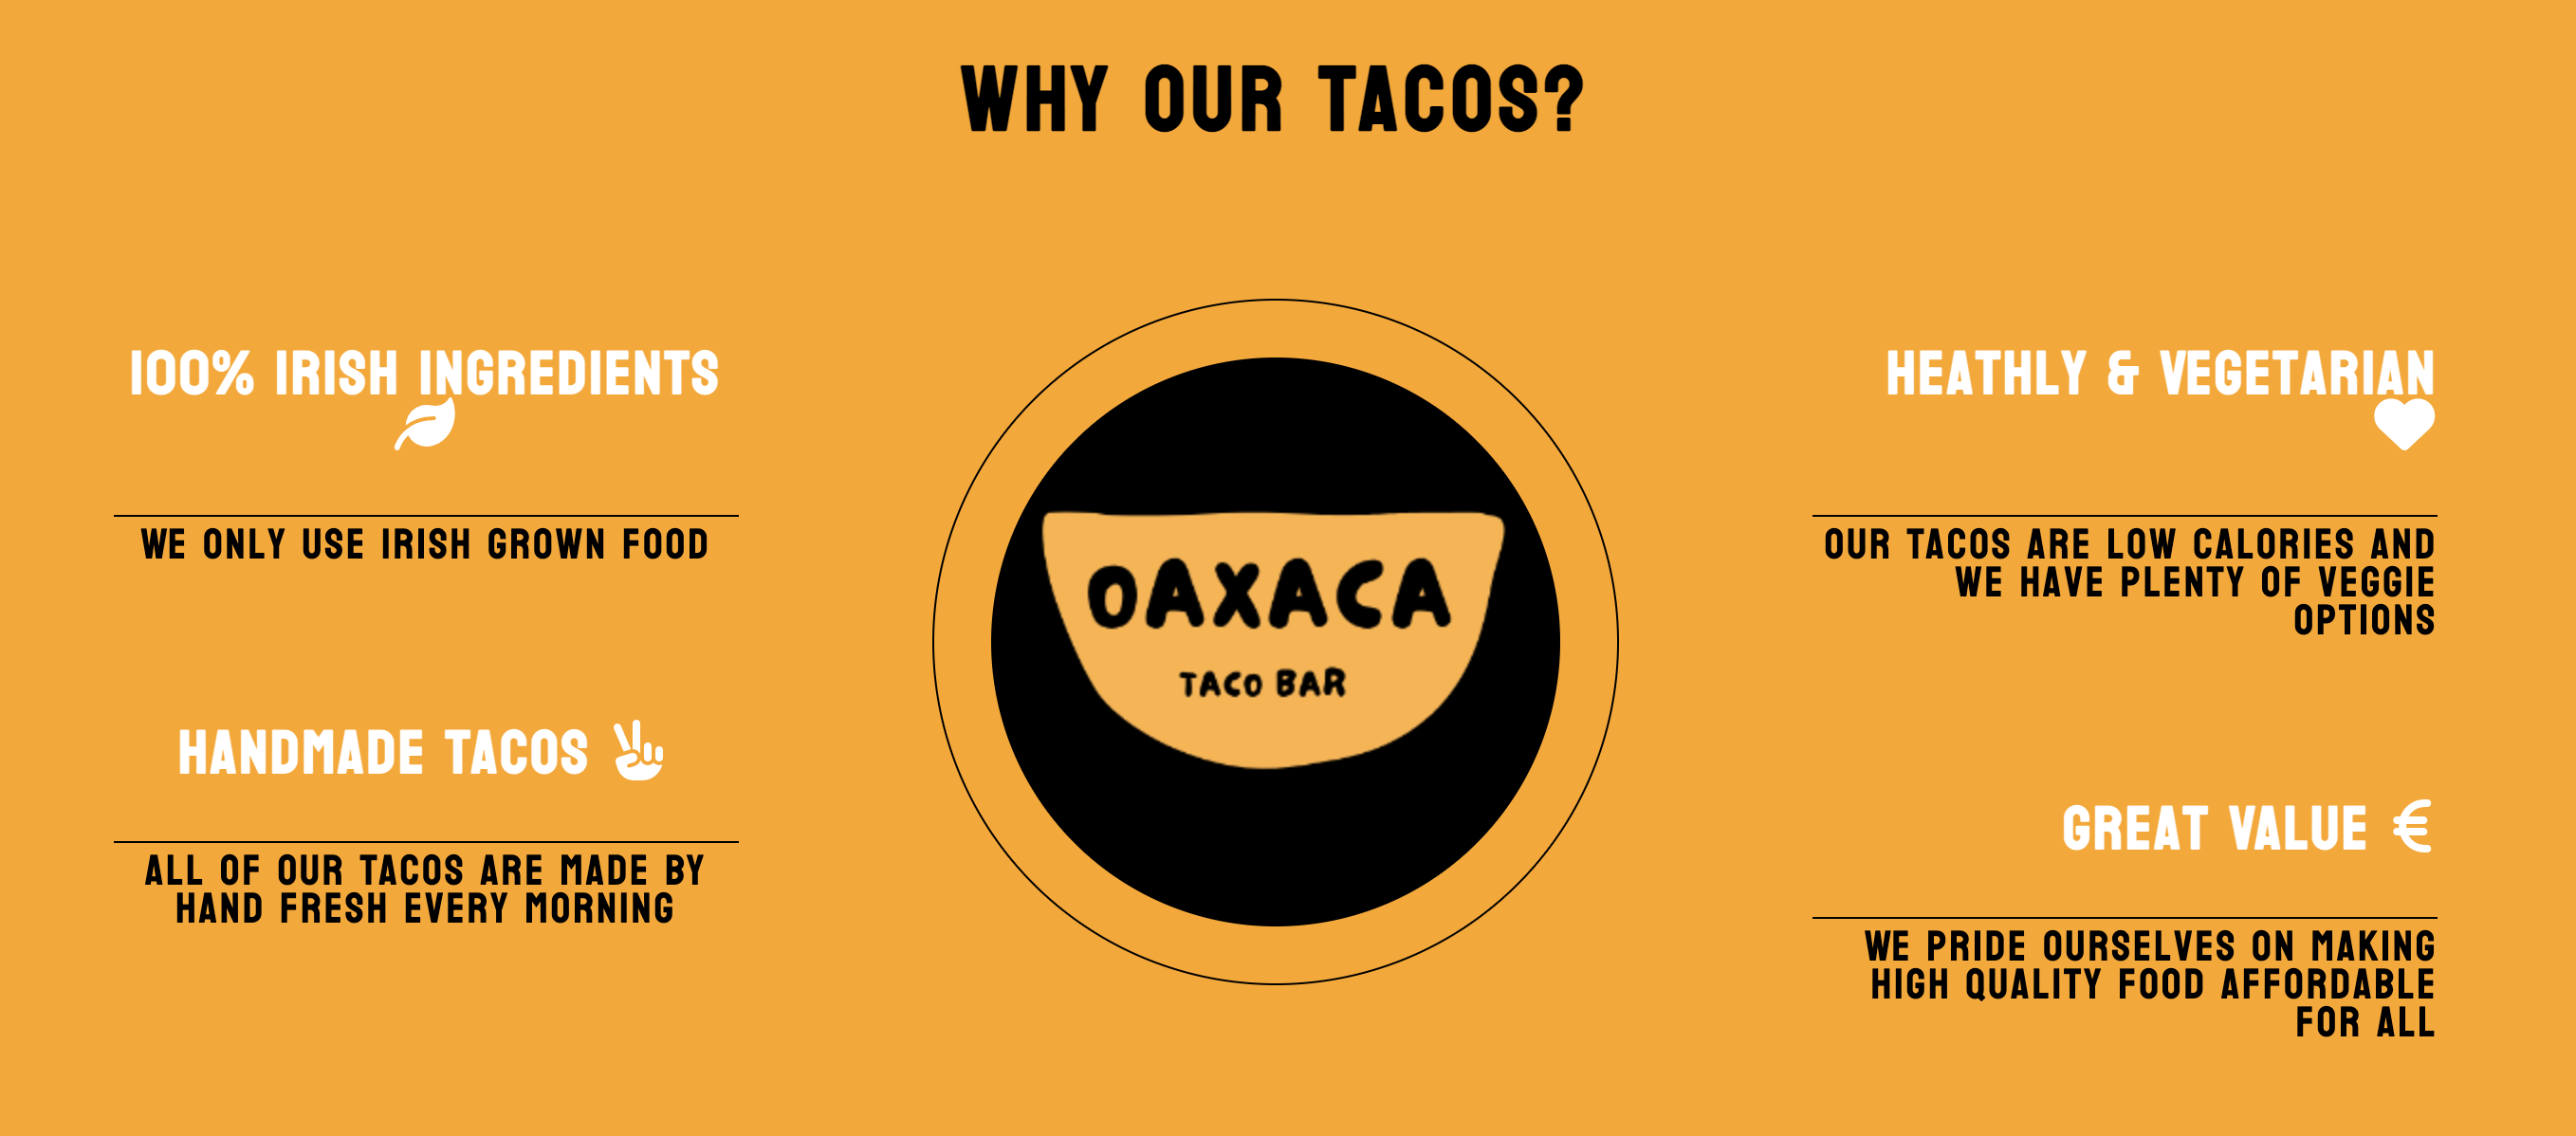 WHY OUR TACOS?
100% IRISH INGREDIENTS
WE ONLY USE IRISH GROWN FOOD
HANDMADE TACOS
ALL OF OUR TACOS ARE MADE BY
HAND FRESH EVERY MORNING
OAXACA
TACO BAR
HEATHLY & VEGETARIAN
OUR TACOS ARE LOW CALORIES AND
WE HAVE PLENTY OF VEGGIE
OPTIONS
GREAT VALUE €
WE PRIDE OURSELVES ON MAKING
HIGH QUALITY FOOD AFFORDABLE
FOR ALL